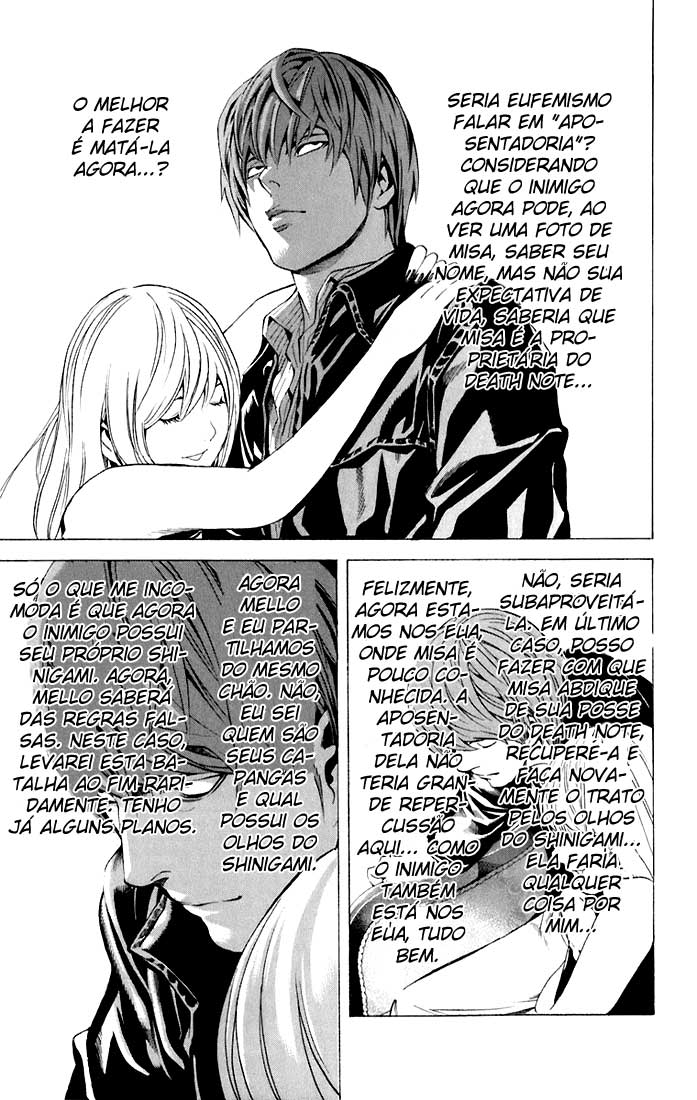 SERIA EUFEMISMO
FALAR EM "APO-
SENTADORIA"?
CONSIDERANDO
QUE O INIMIGO
AGORA PODE, AO
VER UMA FOTO DE
MISA, SABER SEU
NOME, MAS NÃO SUA
EXPECTATIVA DE
VIDA, SABERIA QUE
MISA É A PRO-
PRIETÁRIA DO
DEATH NOTE...
O MELHOR
A FAZER
É MATÁ-LA
AGORA...?
NÃO, SERIA
SUBAPROVEITÁ-
LA. EM ÚLTIMO
CASO, POSSO
FAZER COM QUE
MISA ABDIQUE
DE SUA POSSE
DO DEATH NOTE,
RECUPERÉ-A E
FAÇA NOVA-
MENTE O TRATO
PELOS OLHOS
DO SHINIGAMI...
ELA FARIA
QUALQUER
COISA POR
MIM...
FELIZMENTE,
AGORA ESTA-
MOS NOS EUA,
ONDE MISA É
POUCO CO-
NHECIDA. A
APOSEN-
TADORIA
DELA NÃO
TERIA GRAN-
DE REPER-
CUSSÃO
AQUI... COMO
O INIMIGO
TAMBÉM
ESTÁ NOS
EUA, TUDO
BEM.
AGORA
MELLO
E EU PAR-
TILHAMOS
DO MESMO
CHÃO. NÃO,
EU SEI
QUEM SÃO
SEUS CA-
PANGAS
E QUAL
POSSUI OS
OLHOS DO
SHINIGAMI.
SÓ O QUE ME INCO-
MODA É QUE AGORA
O INIMIGO POSSUI
SEU PRÓPRIO SHI-
NIGAMI. AGORA,
MELLO SABERÁ
DAS REGRAS FAL-
SAS. NESTE CASO,
LEVAREI ESTA BA-
TALHA AO FIM RAPI-
DAMENTE. TENHO
JÁ ALGUNS PLANOS.